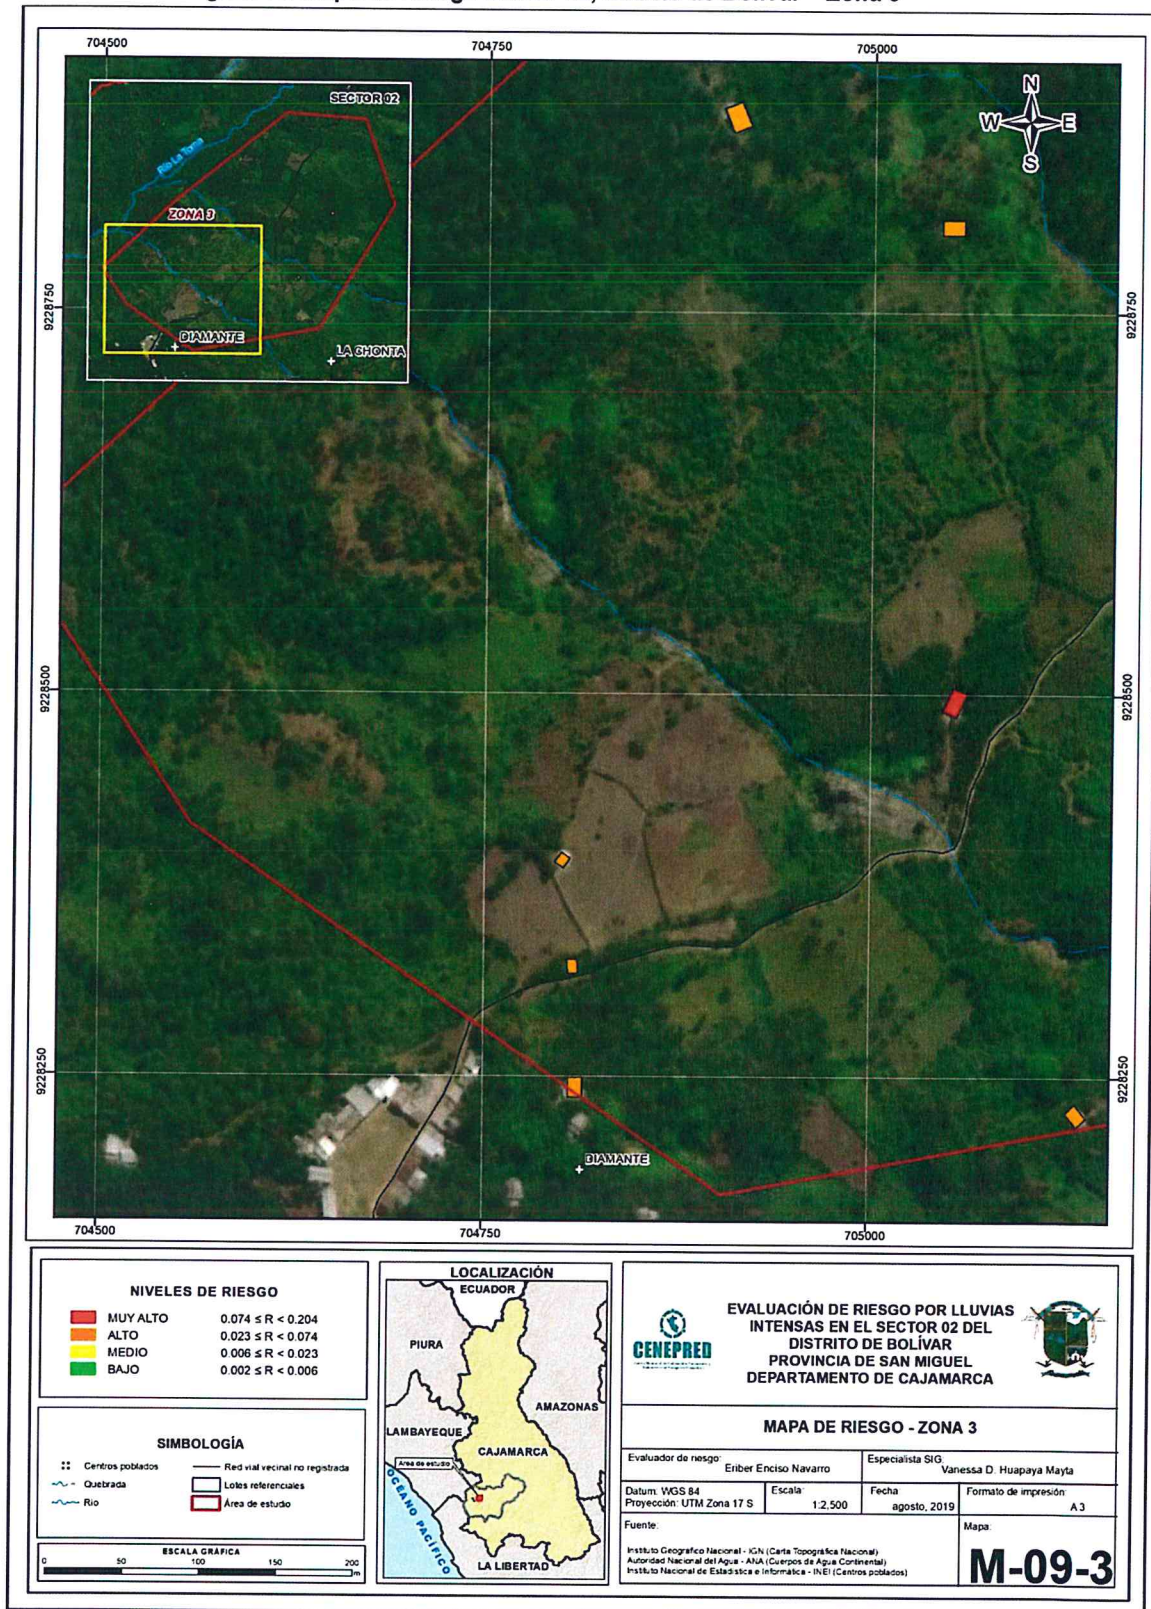 704500
704750
705000
SECTOR 02
Río La Toma
ZONA 3
DIAMANTE
LA CHONTA
N
W
E
S
9228750
9228750
9228500
9228500
9228250
9228250
DIAMANTE
704500
704750
705000
NIVELES DE RIESGO
MUY ALTO 0.074 ≤ R < 0.204
ALTO 0.023 ≤ R < 0.074
MEDIO 0.006 ≤ R < 0.023
BAJO 0.002 ≤ R < 0.006
SIMBOLOGÍA
Centros poblados
Quebrada
Río
Red vial vecinal no registrada
Lotes referenciales
Área de estudio
ESCALA GRÁFICA
0 50 100 150 200
m
LOCALIZACIÓN
ECUADOR
PIURA
AMAZONAS
LAMBAYEQUE
CAJAMARCA
Área de estudio
OCEANO PACÍFICO
LA LIBERTAD
CENEPRED
EVALUACIÓN DE RIESGO POR LLUVIAS
INTENSAS EN EL SECTOR 02 DEL
DISTRITO DE BOLÍVAR
PROVINCIA DE SAN MIGUEL
DEPARTAMENTO DE CAJAMARCA
MAPA DE RIESGO - ZONA 3
Evaluador de riesgo:
Eriber Enciso Navarro
Especialista SIG:
Vanessa D. Huapaya Mayta
Datum: WGS 84
Proyección: UTM Zona 17 S
Escala:
1:2,500
Fecha
agosto, 2019
Formato de impresión:
A3
Fuente:
Instituto Geográfico Nacional - IGN (Carta Topográfica Nacional)
Autoridad Nacional del Agua - ANA (Cuerpos de Agua Continental)
Instituto Nacional de Estadística e Informática - INEI (Centros poblados)
Mapa:
M-09-3